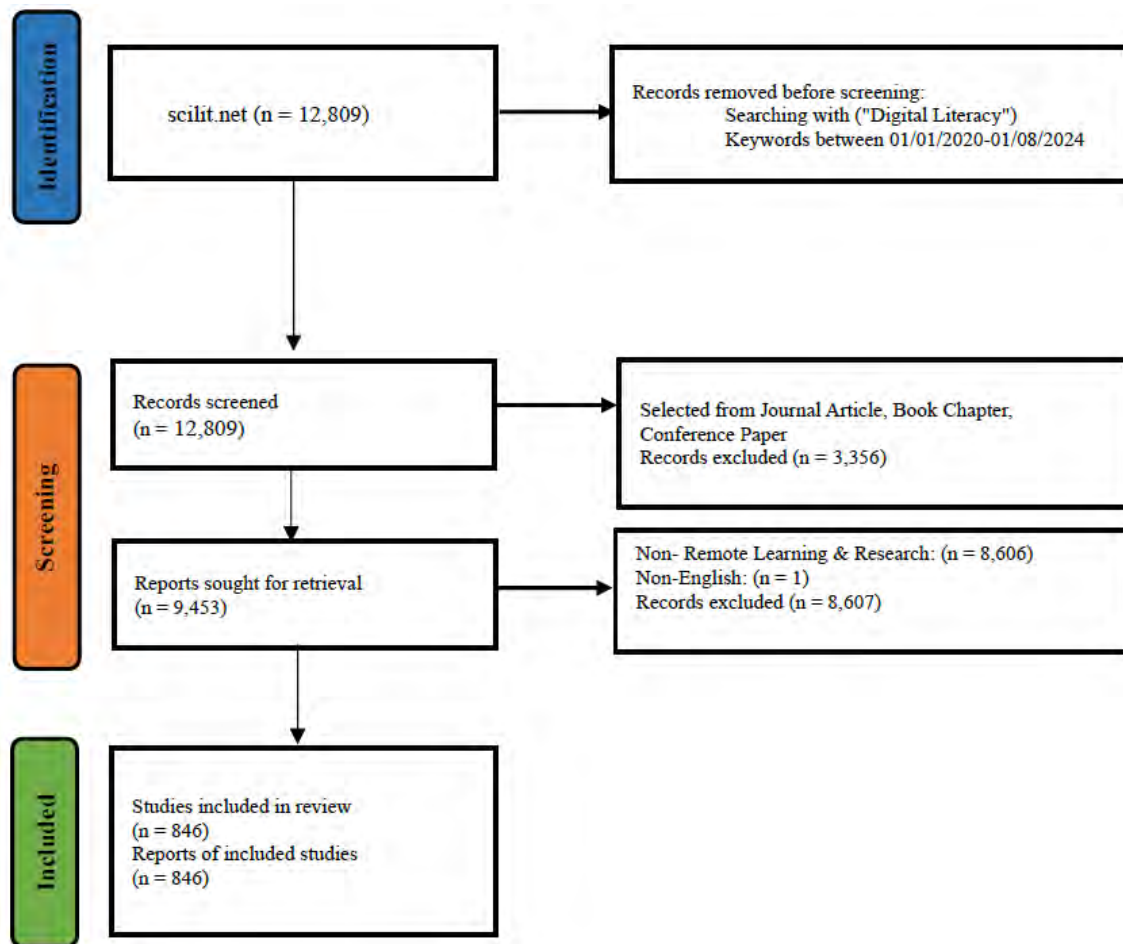 Identification
scilit.net (n = 12,809)
Records removed before screening:
Searching with ("Digital Literacy")
Keywords between 01/01/2020-01/08/2024
Screening
Records screened
(n = 12,809)
Selected from Journal Article, Book Chapter,
Conference Paper
Records excluded (n = 3,356)
Reports sought for retrieval
(n = 9,453)
Non- Remote Learning & Research: (n = 8,606)
Non-English: (n = 1)
Records excluded (n = 8,607)
Included
Studies included in review
(n = 846)
Reports of included studies
(n = 846)